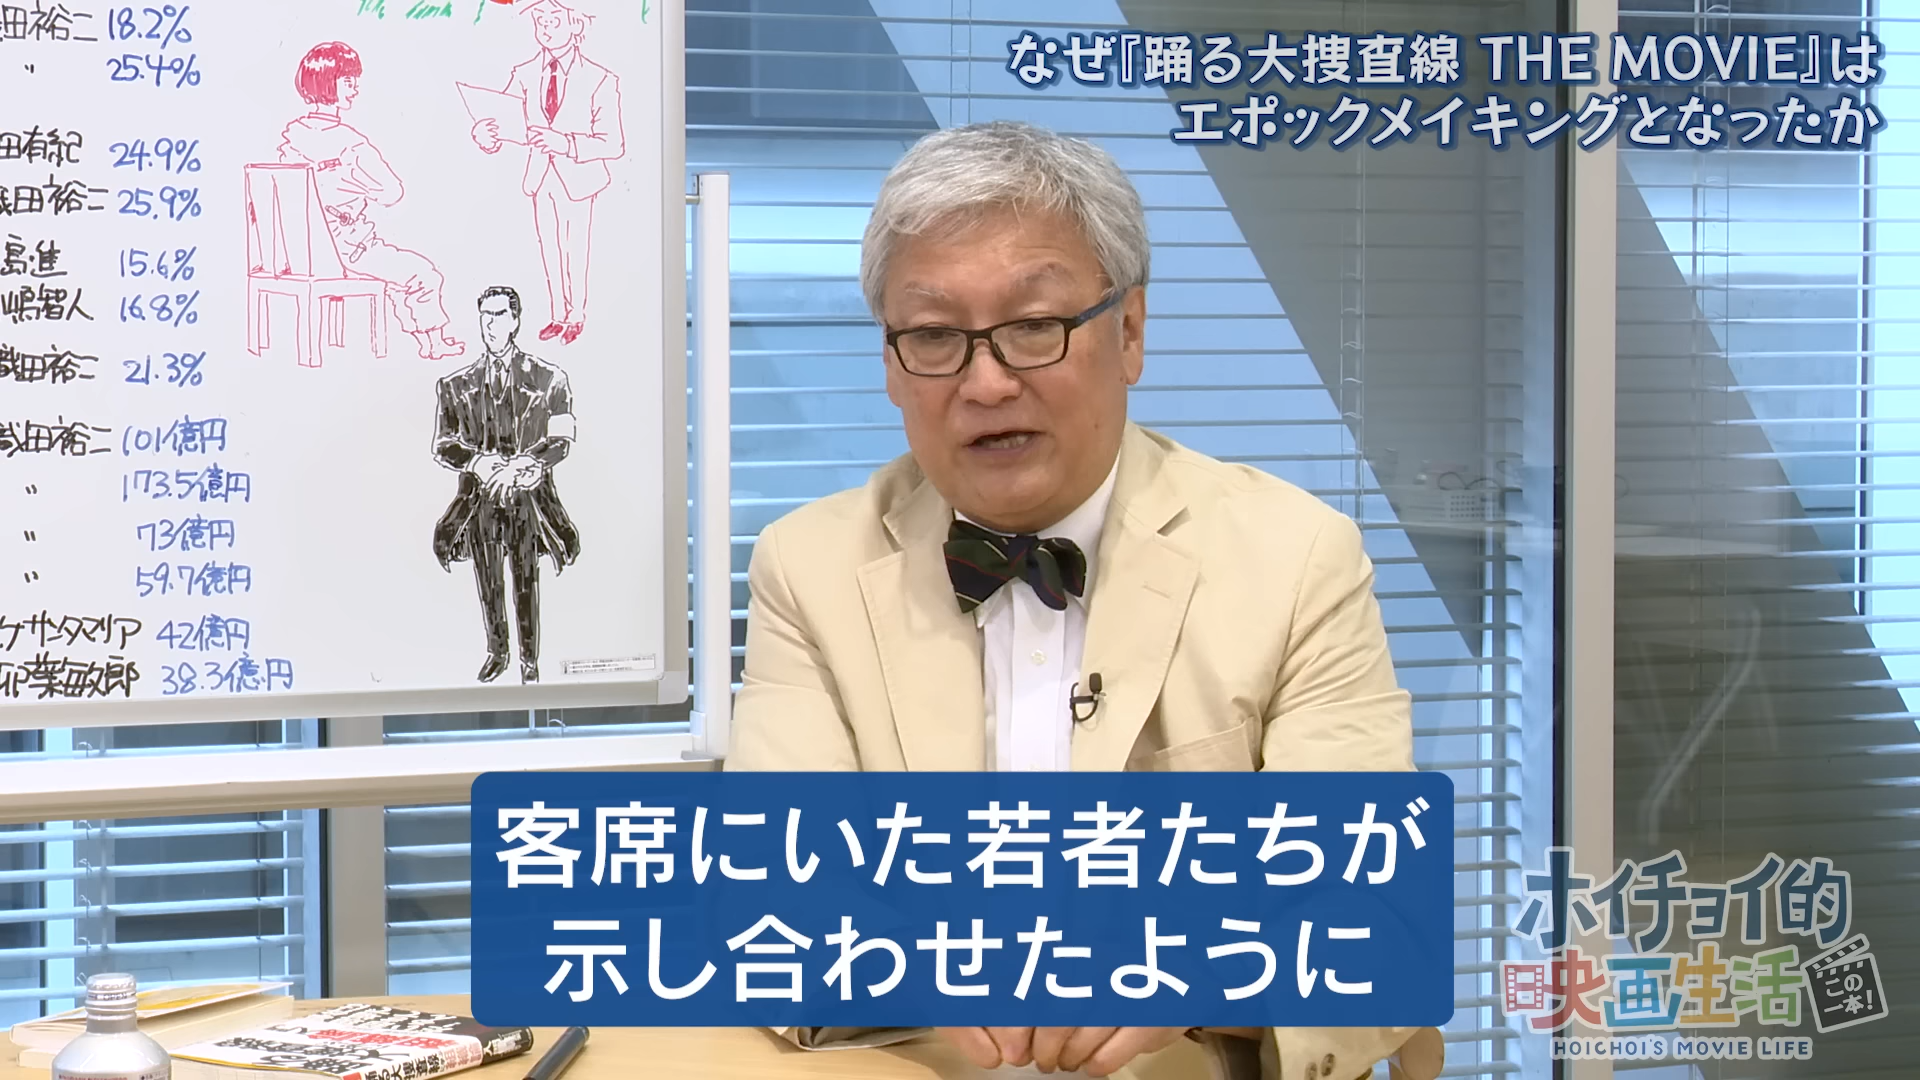 なぜ『踊る大捜査線 THE MOVIE』は
エポックメイキングとなったか
田裕二 18.2%
〃 25.4%
田有紀 24.9%
織田裕二 25.9%
島進 15.6%
嶋智人 16.8%
織田裕二 21.3%
織田裕二 101億円
〃 173.5億円
〃 73億円
〃 59.7億円
ケサンタマリア 42億円
葉敏郎 38.3億円
客席にいた若者たちが
示し合わせたように
ホイチョイ的
映画生活
この
一本!
HOICHOI'S MOVIE LIFE